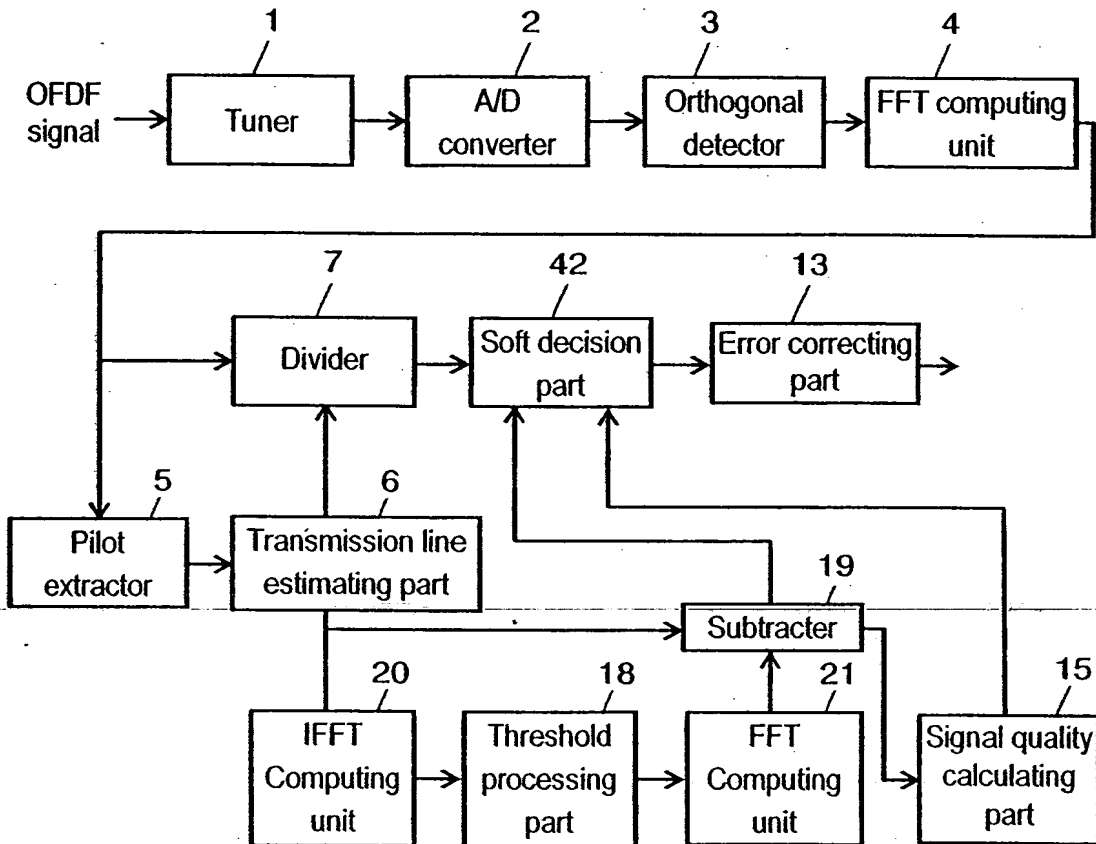 1
2
3
4
OFDF
signal
Tuner
A/D
converter
Orthogonal
detector
FFT computing
unit
7
42
13
Divider
Soft decision
part
Error correcting
part
5
6
Pilot
extractor
Transmission line
estimating part
19
Subtracter
20
18
21
15
IFFT
Computing
unit
Threshold
processing
part
FFT
Computing
unit
Signal quality
calculating
part